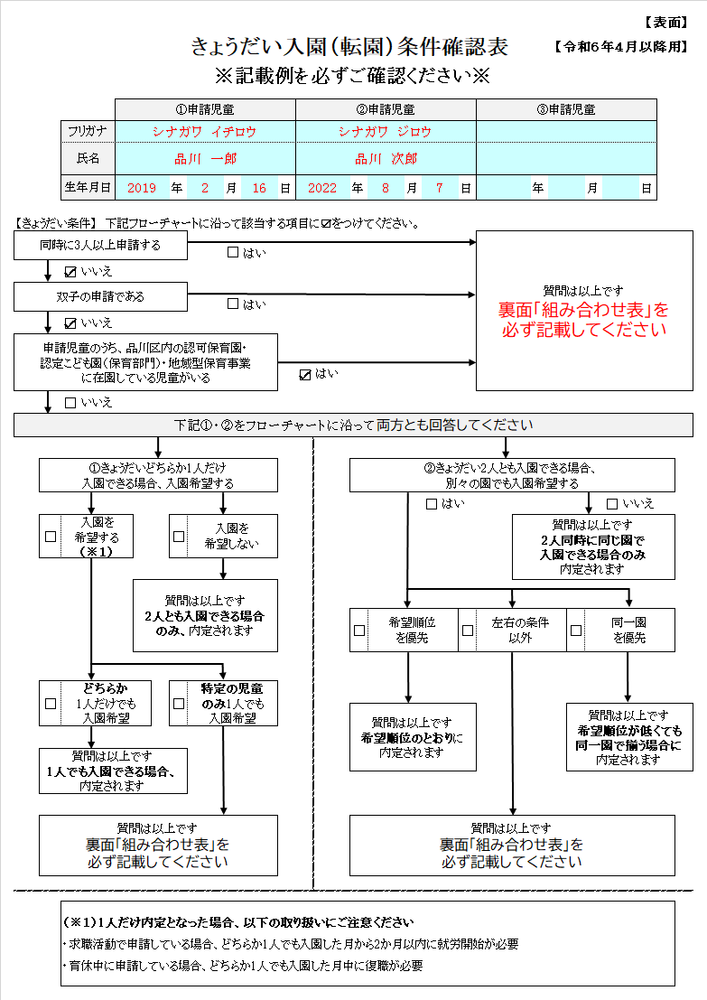 【表面】
きょうだい入園(転園)条件確認表
【令和6年4月以降用】
※記載例を必ずご確認ください※
①申請児童 ②申請児童 ③申請児童
フリガナ シナガワ イチロウ シナガワ ジロウ
氏名 品川 一郎 品川 次郎
生年月日 2019 年 2 月 16 日 2022 年 8 月 7 日 年 月 日
【きょうだい条件】 下記フローチャートに沿って該当する項目に☑をつけてください。
同時に3人以上申請する
□ はい
☑ いいえ
双子の申請である
□ はい
☑ いいえ
申請児童のうち、品川区内の認可保育園・
認定こども園(保育部門)・地域型保育事業
に在園している児童がいる
☑ はい
□ いいえ
質問は以上です
裏面「組み合わせ表」を
必ず記載してください
下記①・②をフローチャートに沿って両方とも回答してください
①きょうだいどちらか1人だけ
入園できる場合、入園希望する
□ 入園を
希望する
(※1)
□ 入園を
希望しない
質問は以上です
2人とも入園できる場合
のみ、内定されます
□ どちらか
1人だけでも
入園希望
□ 特定の児童
のみ1人でも
入園希望
質問は以上です
1人でも入園できる場合、
内定されます
質問は以上です
裏面「組み合わせ表」を
必ず記載してください
②きょうだい2人とも入園できる場合、
別々の園でも入園希望する
□ はい
□ いいえ
質問は以上です
2人同時に同じ園で
入園できる場合のみ
内定されます
□ 希望順位
を優先
□ 左右の条件
以外
□ 同一園
を優先
質問は以上です
希望順位のとおりに
内定されます
質問は以上です
希望順位が低くても
同一園で揃う場合に
内定されます
質問は以上です
裏面「組み合わせ表」を
必ず記載してください
(※1)1人だけ内定となった場合、以下の取り扱いにご注意ください
・求職活動で申請している場合、どちらか1人でも入園した月から2か月以内に就労開始が必要
・育休中に申請している場合、どちらか1人でも入園した月中に復職が必要